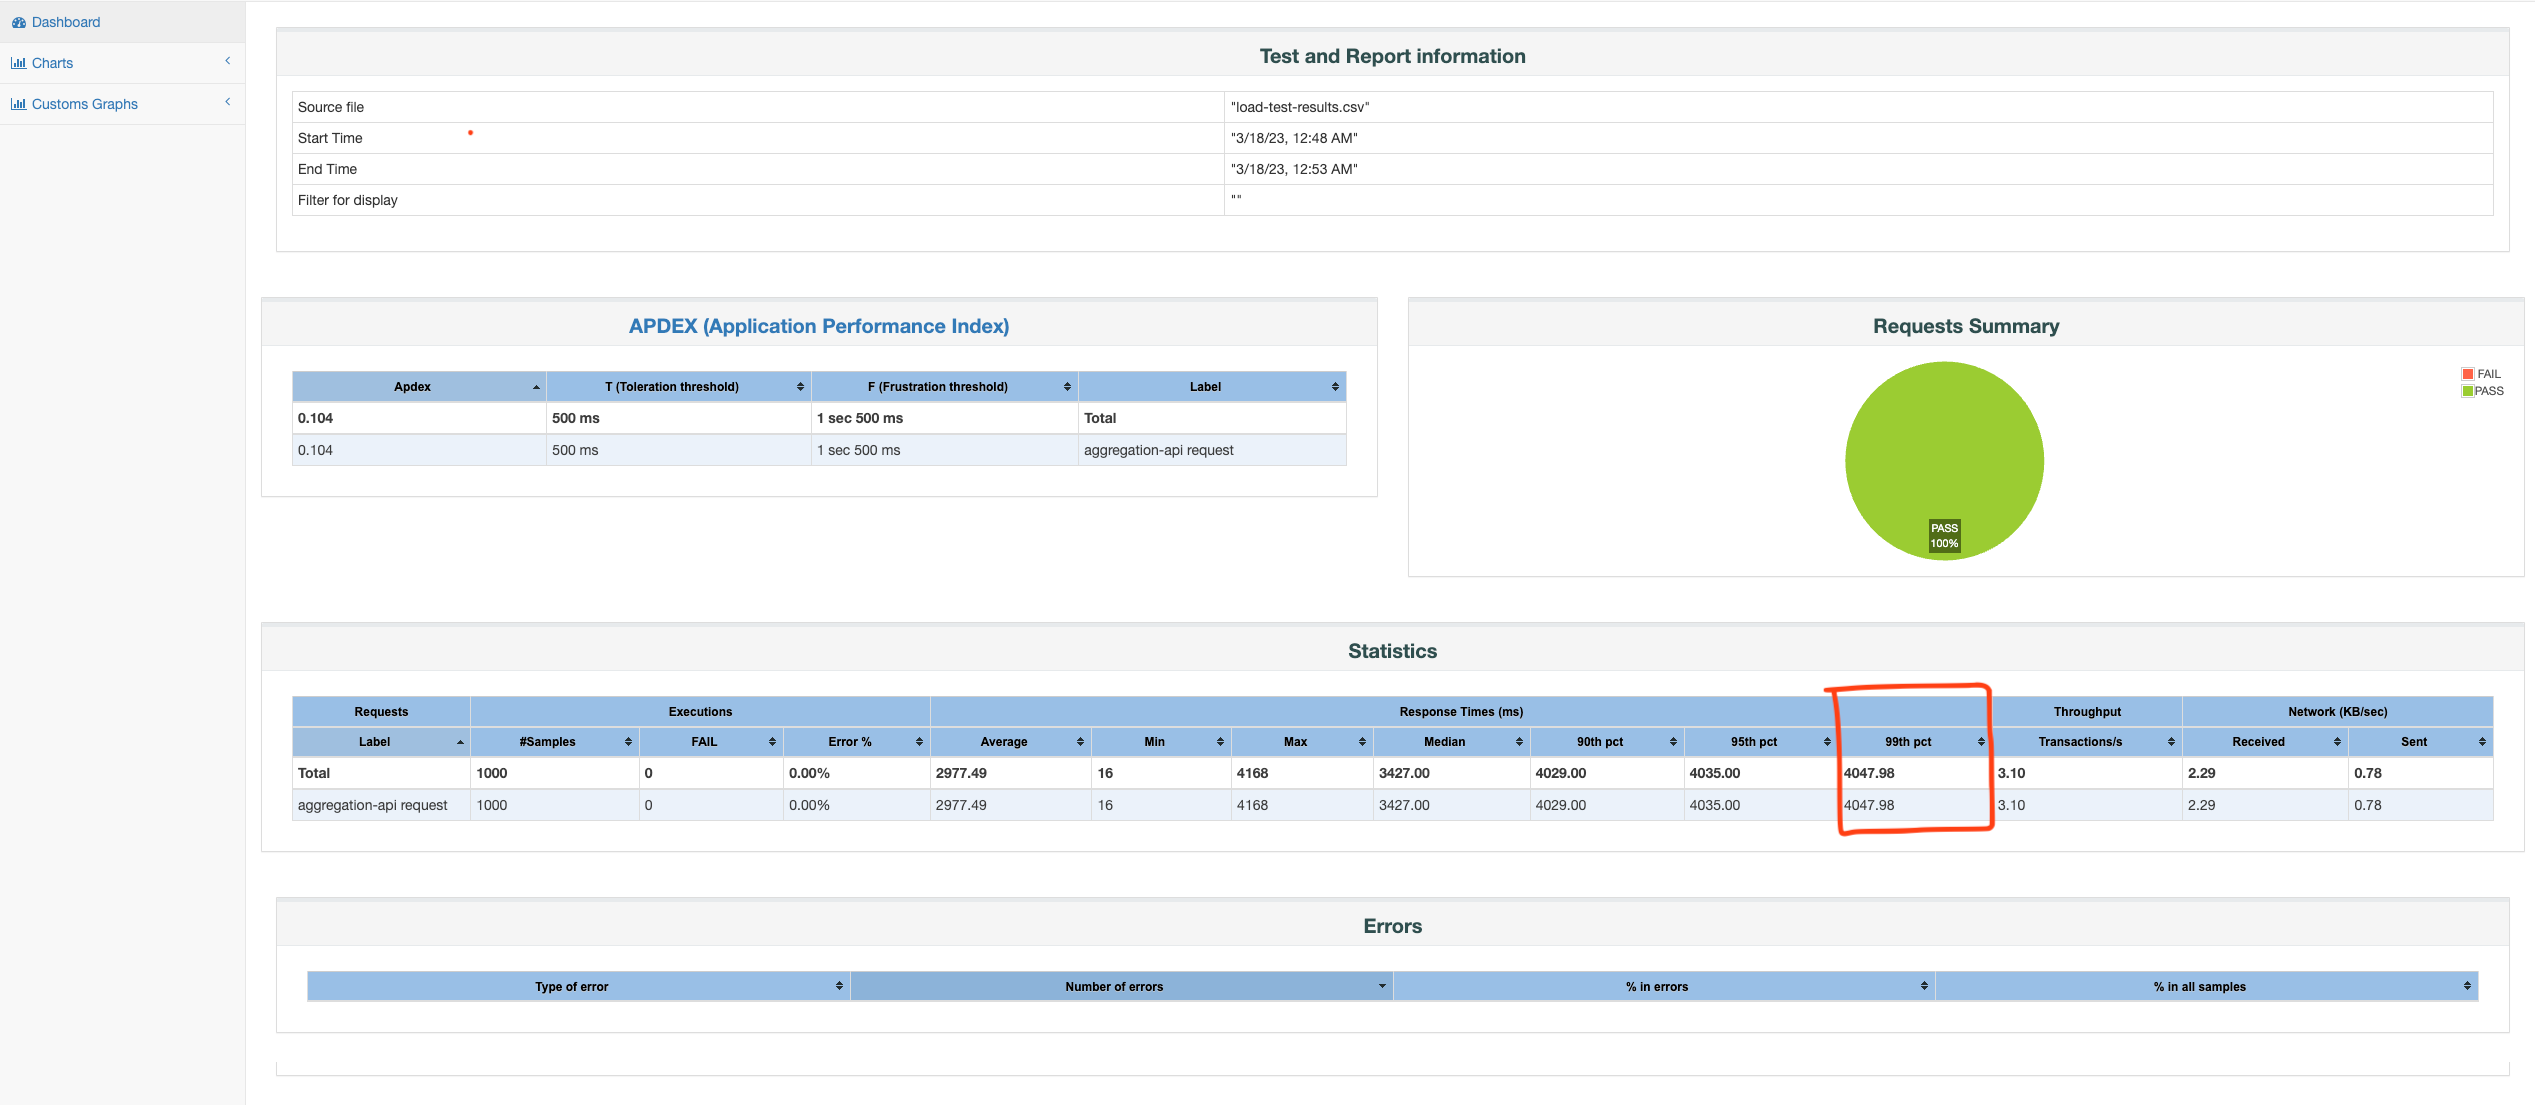 Dashboard
Charts
Customs Graphs
Test and Report information
Source file "load-test-results.csv"
Start Time "3/18/23, 12:48 AM"
End Time "3/18/23, 12:53 AM"
Filter for display ""
APDEX (Application Performance Index)
Apdex T (Toleration threshold) F (Frustration threshold) Label
0.104 500 ms 1 sec 500 ms Total
0.104 500 ms 1 sec 500 ms aggregation-api request
Requests Summary
FAIL
PASS
PASS
100%
Statistics
Requests Executions Response Times (ms) Throughput Network (KB/sec)
Label #Samples FAIL Error % Average Min Max Median 90th pct 95th pct 99th pct Transactions/s Received Sent
Total 1000 0 0.00% 2977.49 16 4168 3427.00 4029.00 4035.00 4047.98 3.10 2.29 0.78
aggregation-api request 1000 0 0.00% 2977.49 16 4168 3427.00 4029.00 4035.00 4047.98 3.10 2.29 0.78
Errors
Type of error Number of errors % in errors % in all samples